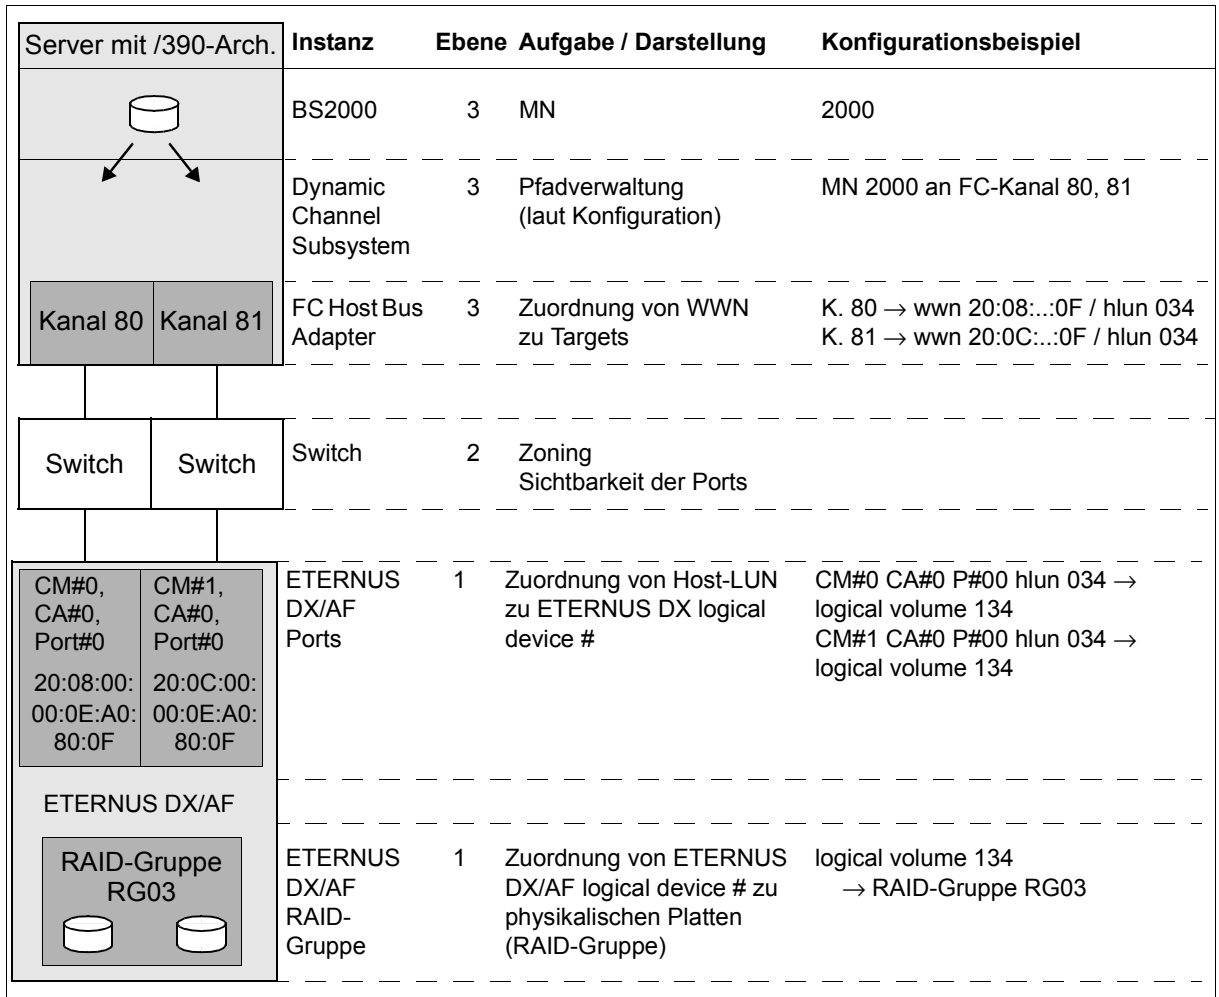 Server mit /390-Arch.
Instanz Ebene Aufgabe / Darstellung Konfigurationsbeispiel
BS2000 3 MN 2000
Dynamic 3 Pfadverwaltung MN 2000 an FC-Kanal 80, 81
Channel (laut Konfiguration)
Subsystem
Kanal 80 Kanal 81
FC Host Bus 3 Zuordnung von WWN K. 80 → wwn 20:08:..:0F / hlun 034
Adapter zu Targets K. 81 → wwn 20:0C:..:0F / hlun 034
Switch Switch
Switch 2 Zoning
Sichtbarkeit der Ports
CM#0, CM#1,
CA#0, CA#0,
Port#0 Port#0
20:08:00: 20:0C:00:
00:0E:A0: 00:0E:A0:
80:0F 80:0F
ETERNUS 1 Zuordnung von Host-LUN CM#0 CA#0 P#00 hlun 034 →
DX/AF zu ETERNUS DX logical logical volume 134
Ports device # CM#1 CA#0 P#00 hlun 034 →
logical volume 134
ETERNUS DX/AF
RAID-Gruppe
RG03
ETERNUS 1 Zuordnung von ETERNUS logical volume 134
DX/AF DX/AF logical device # zu → RAID-Gruppe RG03
RAID- physikalischen Platten
Gruppe (RAID-Gruppe)